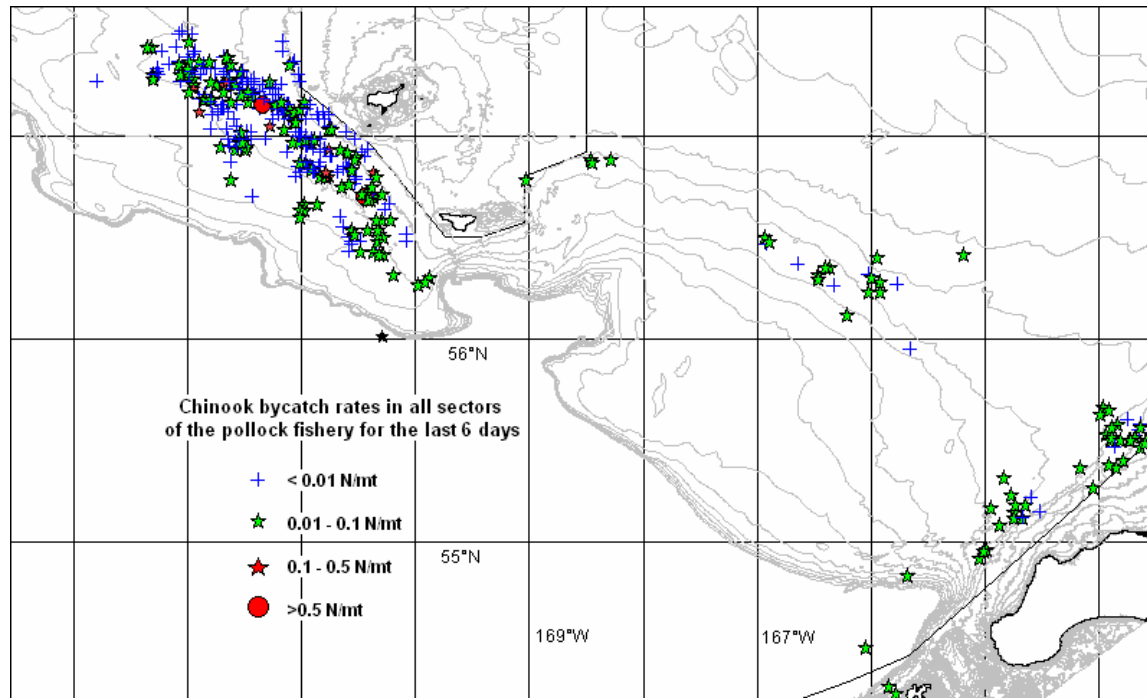 56°N
Chinook bycatch rates in all sectors
of the pollock fishery for the last 6 days
< 0.01 N/mt
0.01 - 0.1 N/mt
55°N
0.1 - 0.5 N/mt
>0.5 N/mt
169°W
167°W